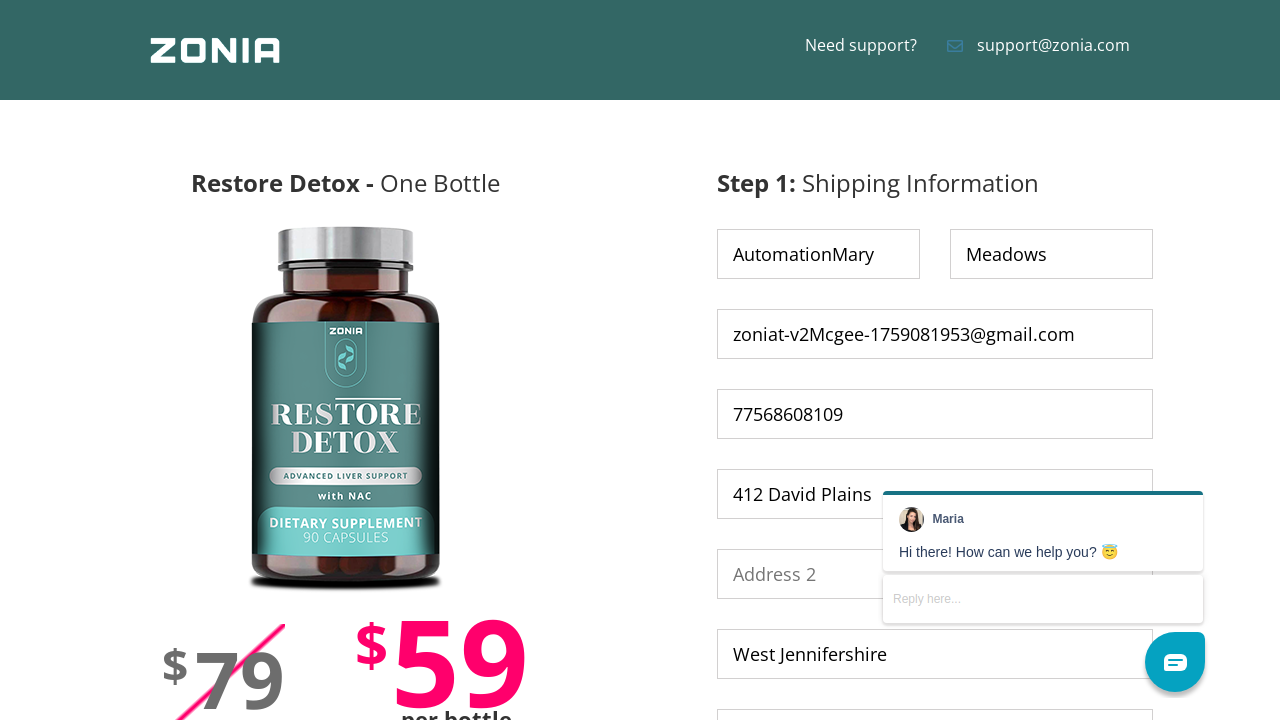 ZONIA
Need support?
support@zonia.com
Restore Detox - One Bottle
ZONIA
RESTORE
DETOX
ADVANCED LIVER SUPPORT
with NAC
DIETARY SUPPLEMENT
90 CAPSULES
$79
$59
per bottle
Step 1: Shipping Information
AutomationMary
Meadows
zoniat-v2Mcgee-1759081953@gmail.com
77568608109
412 David Plains
Address 2
West Jennifershire
Maria
Hi there! How can we help you? 😇
Reply here...